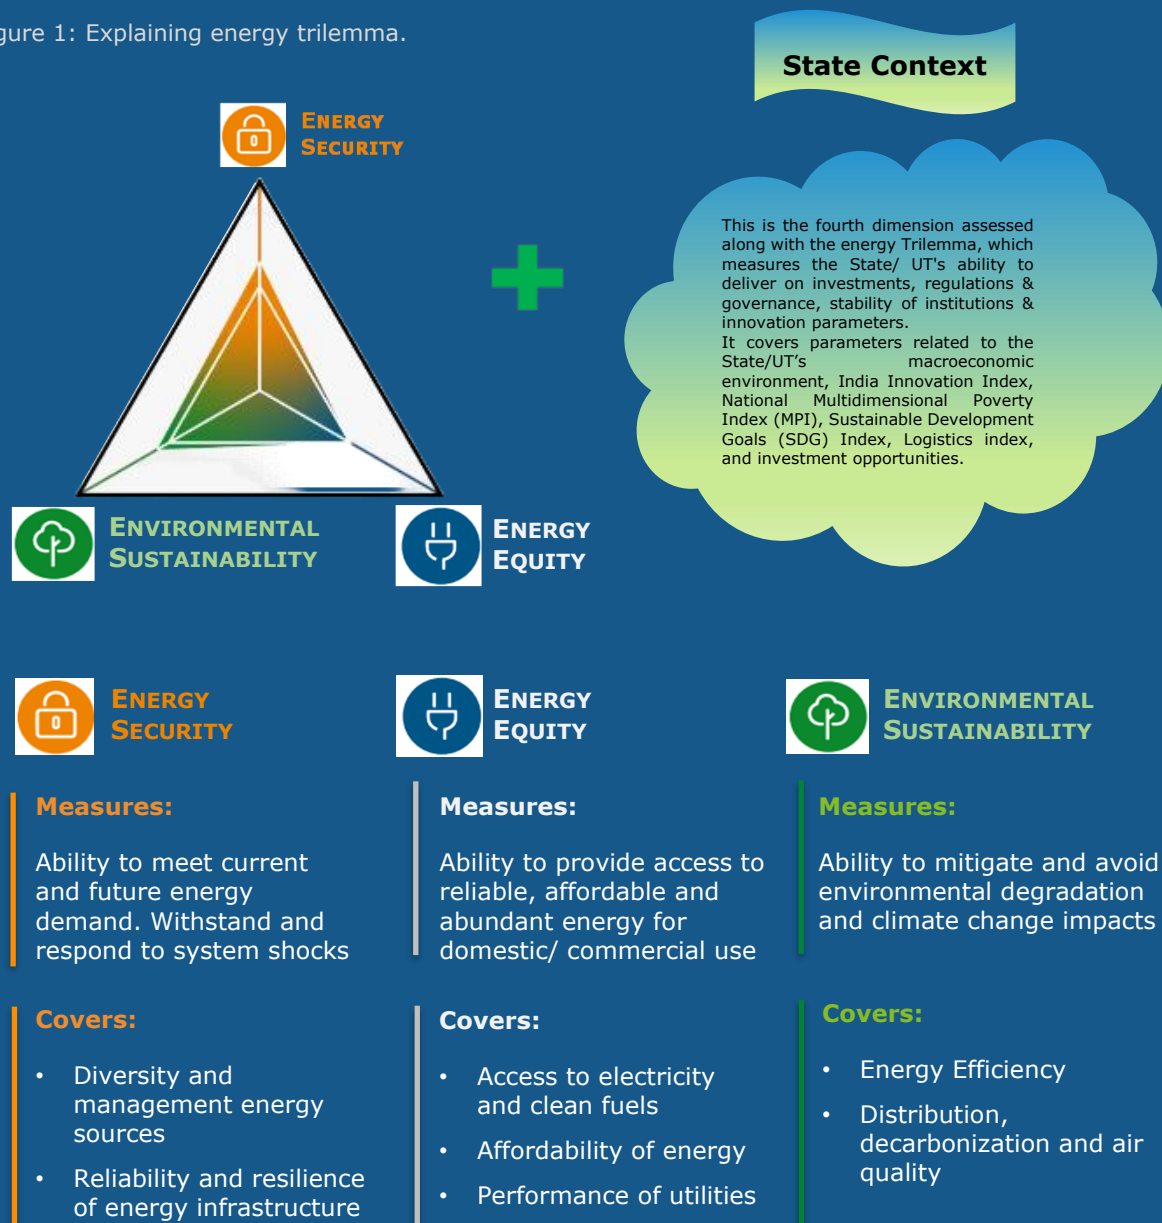 gure 1: Explaining energy trilemma.
State Context
ENERGY
SECURITY
This is the fourth dimension assessed
along with the energy Trilemma, which
measures the State/ UT's ability to
deliver on investments, regulations &
governance, stability of institutions &
innovation parameters.
It covers parameters related to the
State/UT’s macroeconomic
environment, India Innovation Index,
National Multidimensional Poverty
Index (MPI), Sustainable Development
Goals (SDG) Index, Logistics index,
and investment opportunities.
ENVIRONMENTAL
SUSTAINABILITY
ENERGY
EQUITY
ENERGY
SECURITY
Measures:
Ability to meet current
and future energy
demand. Withstand and
respond to system shocks
Covers:
• Diversity and
management energy
sources
• Reliability and resilience
of energy infrastructure
ENERGY
EQUITY
Measures:
Ability to provide access to
reliable, affordable and
abundant energy for
domestic/ commercial use
Covers:
• Access to electricity
and clean fuels
• Affordability of energy
• Performance of utilities
ENVIRONMENTAL
SUSTAINABILITY
Measures:
Ability to mitigate and avoid
environmental degradation
and climate change impacts
Covers:
• Energy Efficiency
• Distribution,
decarbonization and air
quality